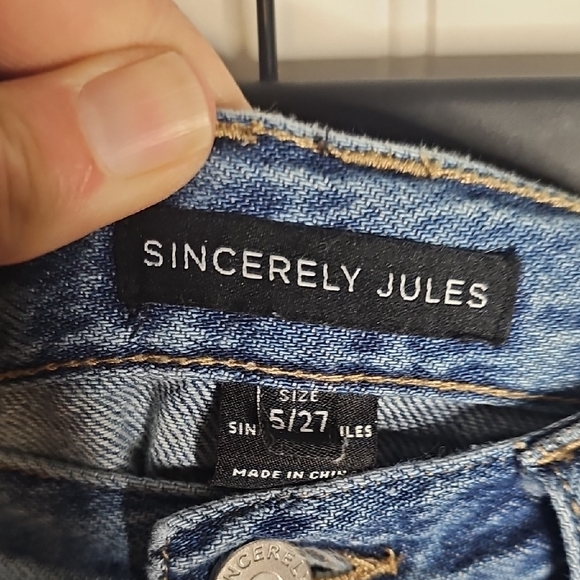 SINCERELY JULES
SIZE
5/27
SIN ILES
MADE IN CHIN
SINCERELY